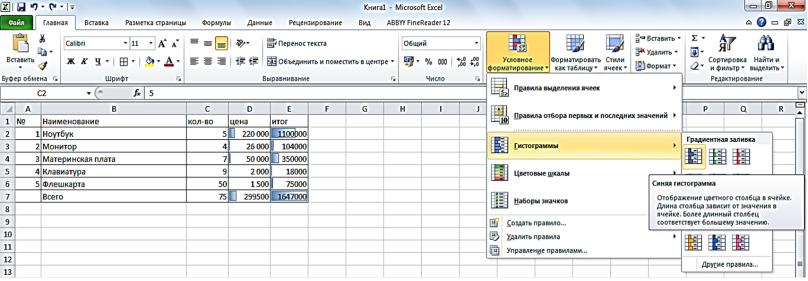 Книга1 - Microsoft Excel
Файл Главная Вставка Разметка страницы Формулы Данные Рецензирование Вид ABBYY FineReader 12
Вставить
Calibri 11 A A
Ж К Ч
Перенос текста
Объединить и поместить в центре
Общий
% 000
Условное форматирование
Форматировать как таблицу
Стили ячеек
Вставить
Удалить
Формат
Σ
Сортировка и фильтр
Найти и выделить
Буфер обмена Шрифт Выравнивание Число Редактирование
C2 fx 5
A B C D E F G H I J P Q R
1 № Наименование кол-во цена итог
2 1 Ноутбук 5 220 000 1100000
3 2 Монитор 4 26 000 104000
4 3 Материнская плата 7 50 000 350000
5 4 Клавиатура 9 2 000 18000
6 5 Флешкарта 50 1 500 75000
7 Всего 75 299500 1647000
8
9
10
11
12
13
Правила выделения ячеек
Правила отбора первых и последних значений
Гистограммы
Цветовые шкалы
Наборы значков
Создать правило...
Удалить правила
Управление правилами...
Градиентная заливка
Синяя гистограмма
Отображение цветного столбца в ячейке.
Длина столбца зависит от значения в
ячейке. Более длинный столбец
соответствует большему значению.
Другие правила...